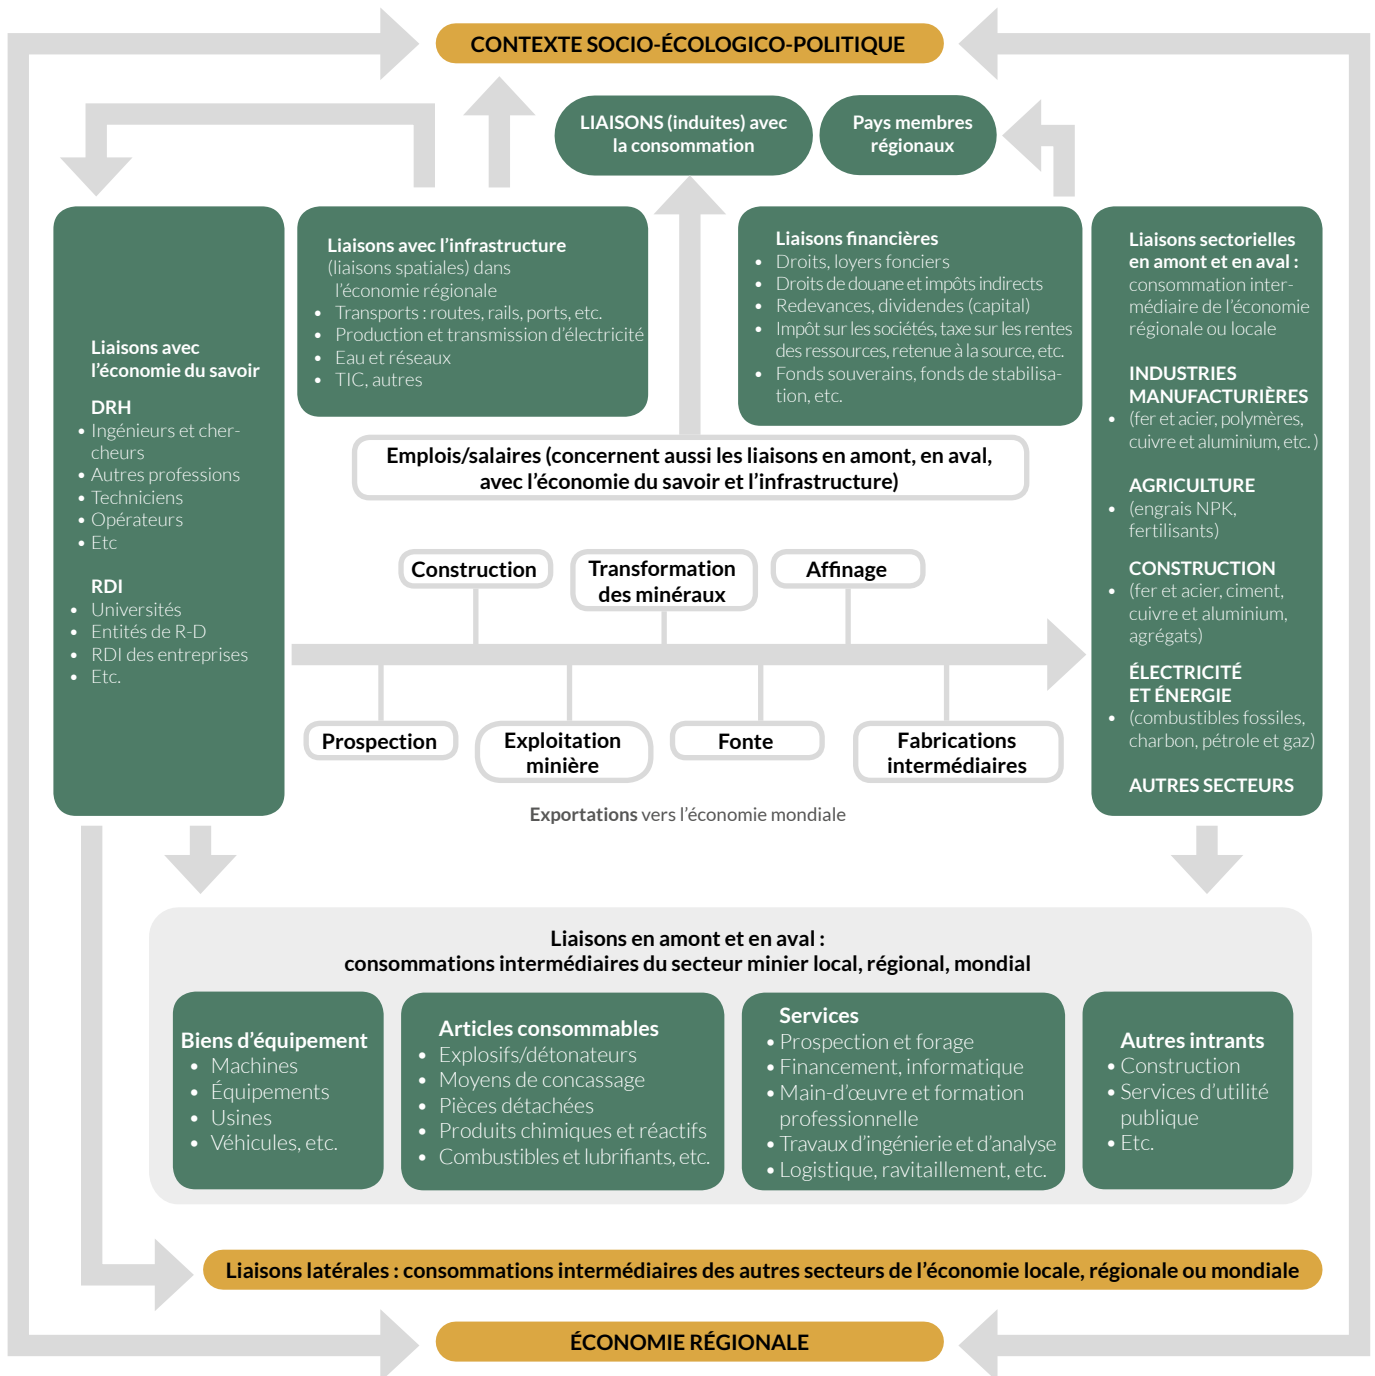 CONTEXTE SOCIO-ÉCOLOGICO-POLITIQUE
LIAISONS (induites) avec
la consommation
Pays membres
régionaux
Liaisons avec
l’économie du savoir
DRH
• Ingénieurs et cher-
cheurs
• Autres professions
• Techniciens
• Opérateurs
• Etc
RDI
• Universités
• Entités de R-D
• RDI des entreprises
• Etc.
Liaisons avec l’infrastructure
(liaisons spatiales) dans
l’économie régionale
• Transports : routes, rails, ports, etc.
• Production et transmission d’électricité
• Eau et réseaux
• TIC, autres
Liaisons financières
• Droits, loyers fonciers
• Droits de douane et impôts indirects
• Redevances, dividendes (capital)
• Impôt sur les sociétés, taxe sur les rentes
des ressources, retenue à la source, etc.
• Fonds souverains, fonds de stabilisa-
tion, etc.
Liaisons sectorielles
en amont et en aval :
consommation inter-
médiaire de l’économie
régionale ou locale
INDUSTRIES
MANUFACTURIÈRES
• (fer et acier, polymères,
cuivre et aluminium, etc. )
AGRICULTURE
• (engrais NPK,
fertilisants)
CONSTRUCTION
• (fer et acier, ciment,
cuivre et aluminium,
agrégats)
ÉLECTRICITÉ
ET ÉNERGIE
• (combustibles fossiles,
charbon, pétrole et gaz)
AUTRES SECTEURS
Emplois/salaires (concernent aussi les liaisons en amont, en aval,
avec l’économie du savoir et l’infrastructure)
Construction
Transformation
des minéraux
Affinage
Prospection
Exploitation
minière
Fonte
Fabrications
intermédiaires
Exportations vers l’économie mondiale
Liaisons en amont et en aval :
consommations intermédiaires du secteur minier local, régional, mondial
Biens d’équipement
• Machines
• Équipements
• Usines
• Véhicules, etc.
Articles consommables
• Explosifs/détonateurs
• Moyens de concassage
• Pièces détachées
• Produits chimiques et réactifs
• Combustibles et lubrifiants, etc.
Services
• Prospection et forage
• Financement, informatique
• Main-d’œuvre et formation
professionnelle
• Travaux d’ingénierie et d’analyse
• Logistique, ravitaillement, etc.
Autres intrants
• Construction
• Services d’utilité
publique
• Etc.
Liaisons latérales : consommations intermédiaires des autres secteurs de l’économie locale, régionale ou mondiale
ÉCONOMIE RÉGIONALE